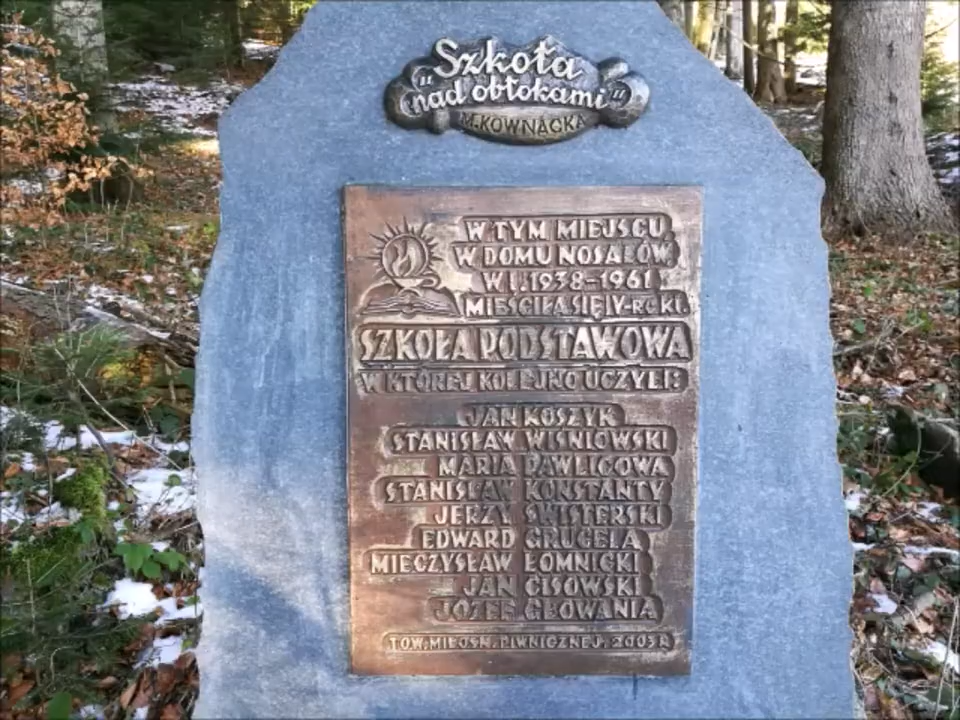 Szkoła
"nad obłokami"
M. KOWNACKA
W TYM MIEJSCU
W DOMU NOSALÓW
W L. 1938-1961
MIEŚCIŁA SIĘ IV-RO KL.
SZKOŁA PODSTAWOWA
W KTÓREJ KOLEJNO UCZYLI:
JAN KOSZYK
STANISŁAW WIŚNIOWSKI
MARIA PAWLICOWA
STANISŁAW KONSTANTY
JERZY ŚWISTERSKI
EDWARD GRUCELA
MIECZYSŁAW ŁOMNICKI
JAN CISOWSKI
JÓZEF GŁOWANIA
TOW. MIŁOŚN. PIWNICZNEJ. 2003 R